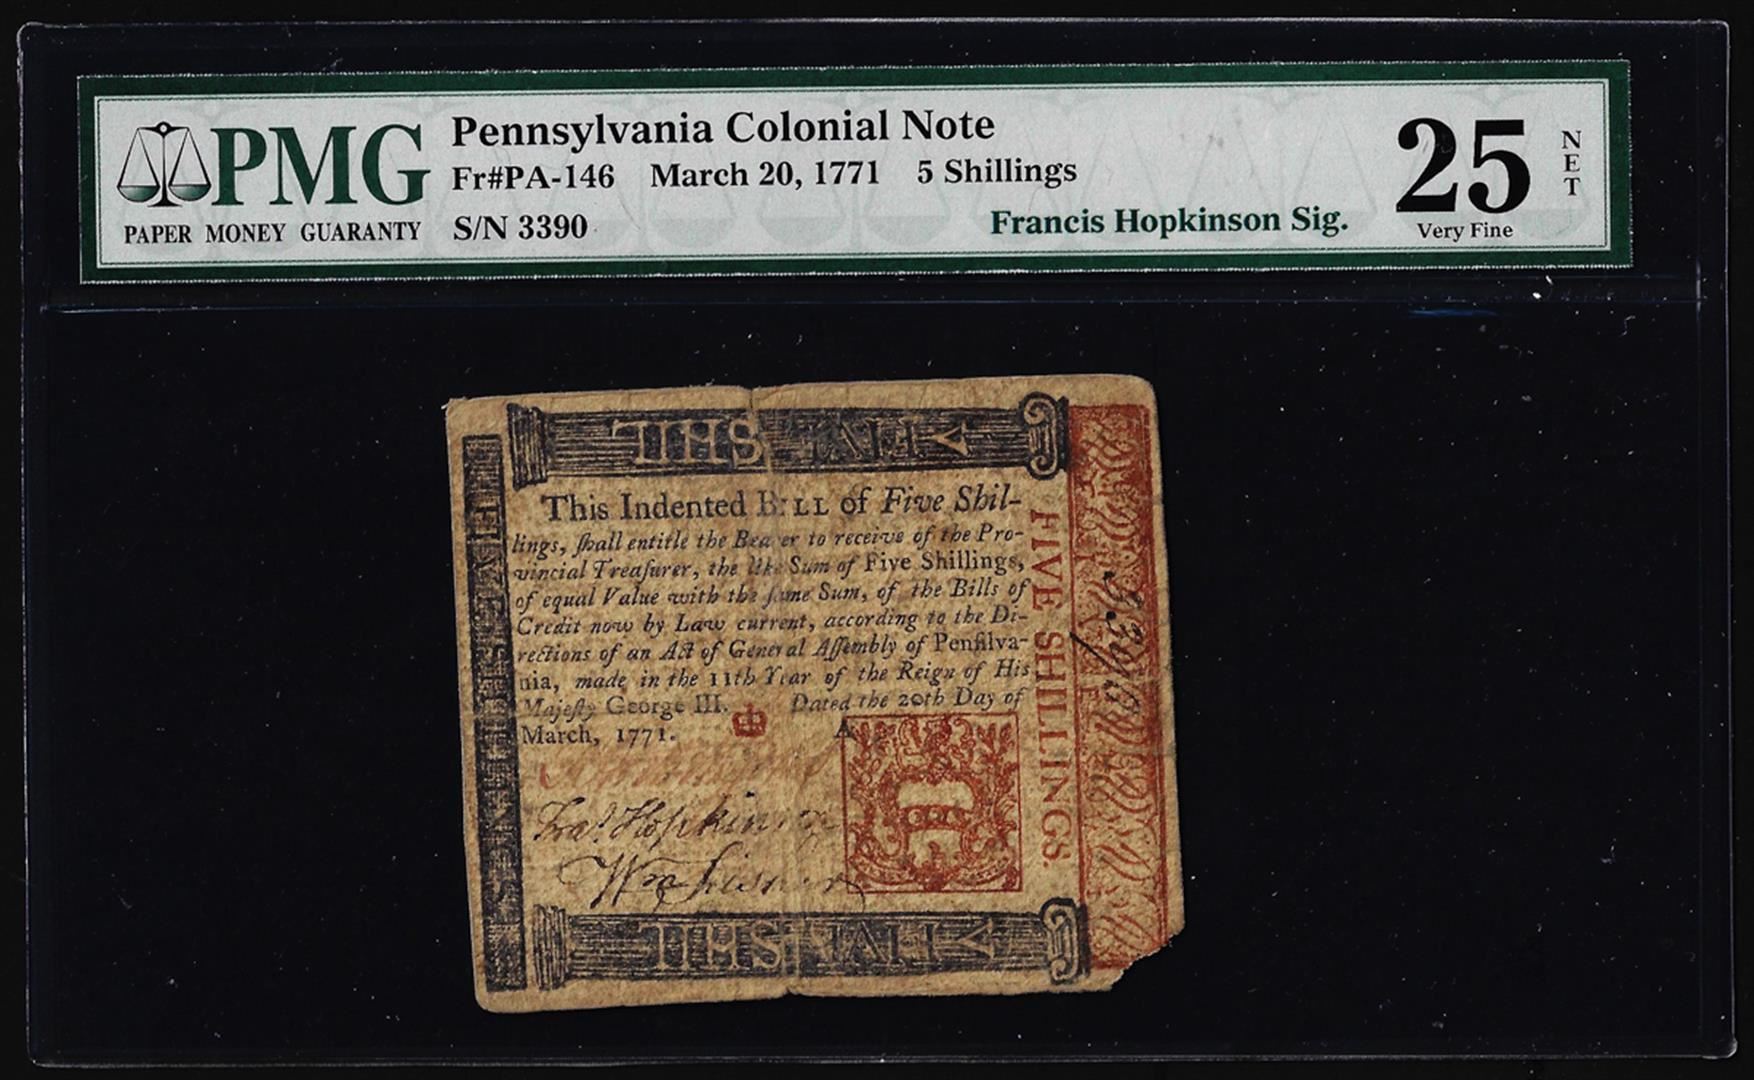 PMG
PAPER MONEY GUARANTY
Pennsylvania Colonial Note
Fr#PA-146 March 20, 1771 5 Shillings
S/N 3390
Francis Hopkinson Sig.
25
Very Fine
NET
This Indented BILL of Five Shil-
lings, ſhall entitle the Bearer to receive of the Pro-
vincial Treaſurer, the like Sum of Five Shillings,
of equal Value with the ſame Sum, of the Bills of
Credit now by Law current, according to the Di-
rections of an Act of General Aſſembly of Penſilva-
nia, made in the 11th Year of the Reign of His
Majeſty George III. Dated the 20th Day of
March, 1771.
A
Fras. Hopkinson
Wm
FIVE SHILLINGS.
3390